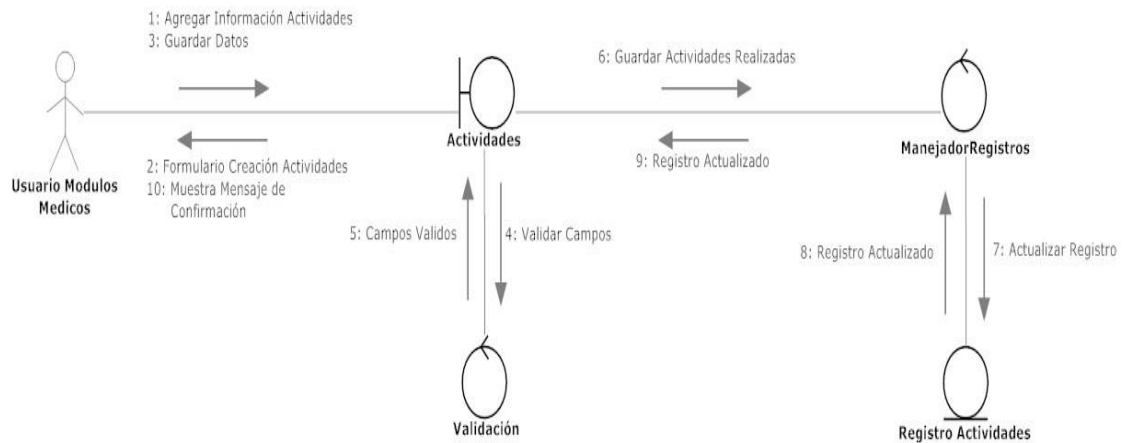 1: Agregar Información Actividades
3: Guardar Datos
6: Guardar Actividades Realizadas
Actividades
ManejadorRegistros
2: Formulario Creación Actividades
10: Muestra Mensaje de
Confirmación
9: Registro Actualizado
Usuario Modulos
Medicos
5: Campos Validos
4: Validar Campos
8: Registro Actualizado
7: Actualizar Registro
Validación
Registro Actividades